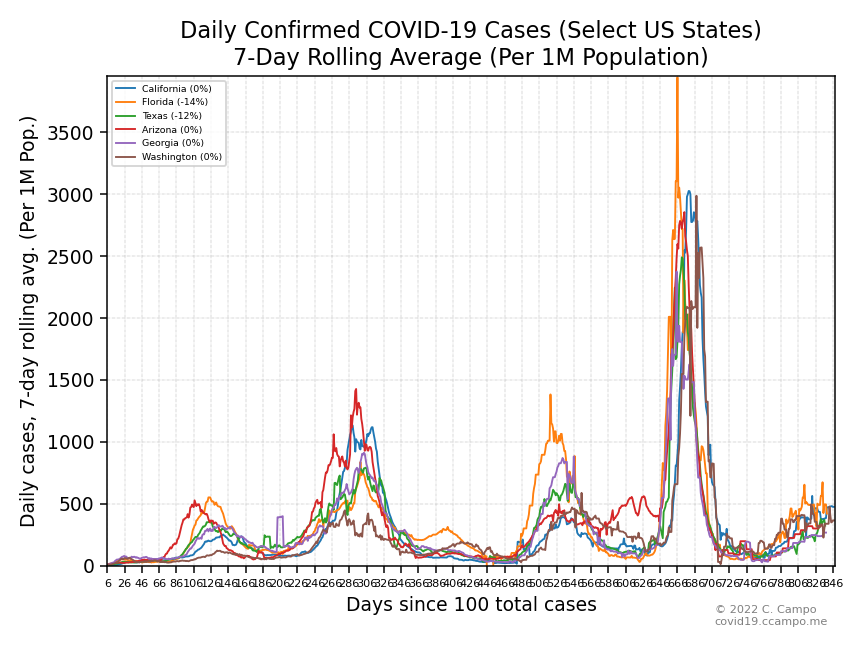 Daily Confirmed COVID-19 Cases (Select US States)
7-Day Rolling Average (Per 1M Population)
California (0%)
Florida (-14%)
Texas (-12%)
Arizona (0%)
Georgia (0%)
Washington (0%)
Daily cases, 7-day rolling avg. (Per 1M Pop.)
3500
3000
2500
2000
1500
1000
500
0
6 26 46 66 86 106 126 146 166 186 206 226 246 266 286 306 326 346 366 386 406 426 446 466 486 506 526 546 566 586 606 626 646 666 686 706 726 746 766 786 806 826 846
Days since 100 total cases
© 2022 C. Campo
covid19.ccampo.me